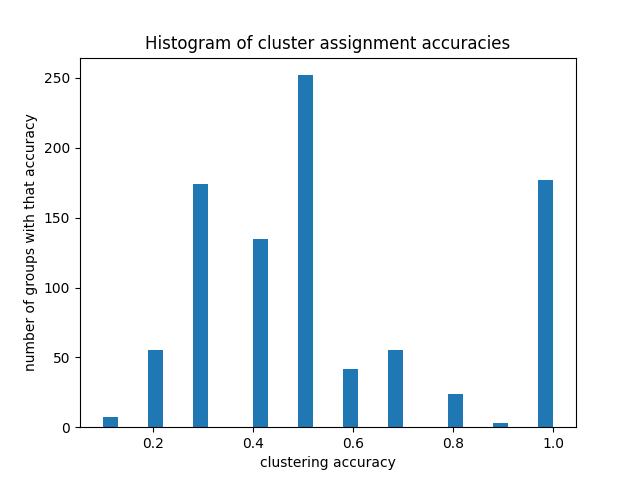 Histogram of cluster assignment accuracies
250
200
150
100
50
0
number of groups with that accuracy
0.2 0.4 0.6 0.8 1.0
clustering accuracy